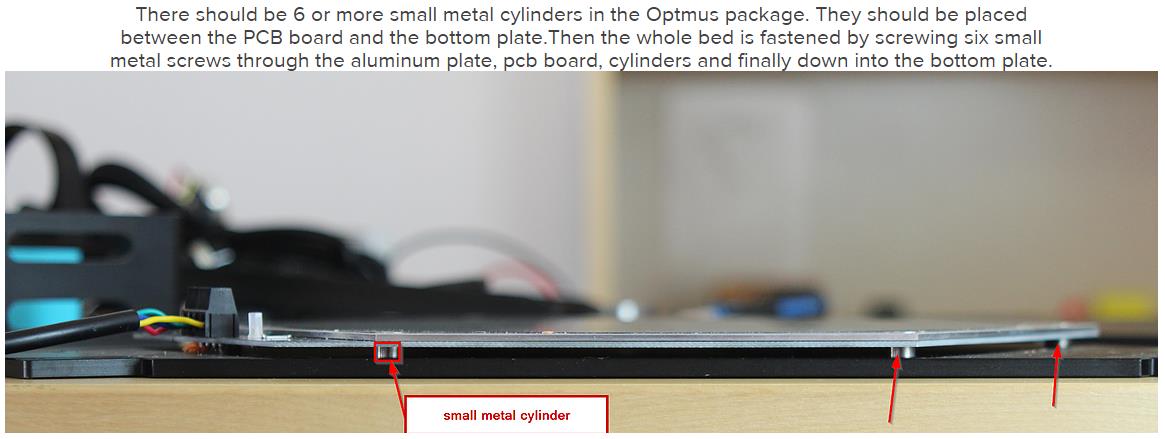 There should be 6 or more small metal cylinders in the Optmus package. They should be placed
between the PCB board and the bottom plate.Then the whole bed is fastened by screwing six small
metal screws through the aluminum plate, pcb board, cylinders and finally down into the bottom plate.
small metal cylinder